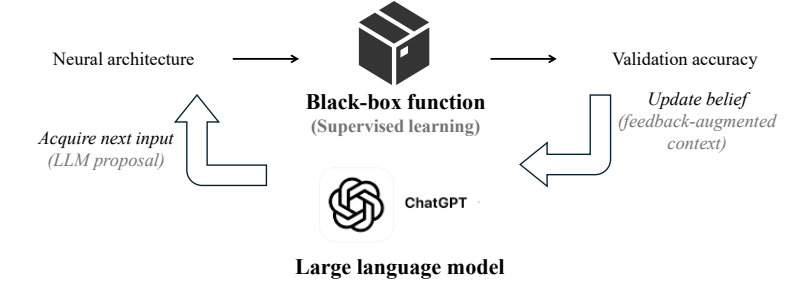 Neural architecture
Validation accuracy
Black-box function
(Supervised learning)
Update belief
(feedback-augmented
context)
Acquire next input
(LLM proposal)
ChatGPT
Large language model